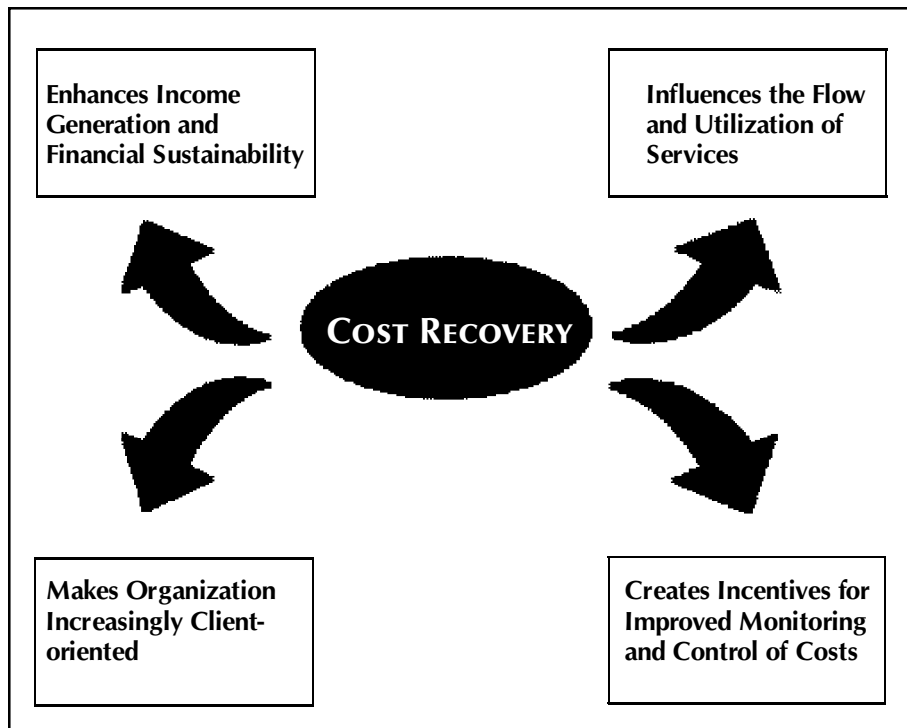 Enhances Income
Generation and
Financial Sustainability
Influences the Flow
and Utilization of
Services
COST RECOVERY
Makes Organization
Increasingly Client-
oriented
Creates Incentives for
Improved Monitoring
and Control of Costs